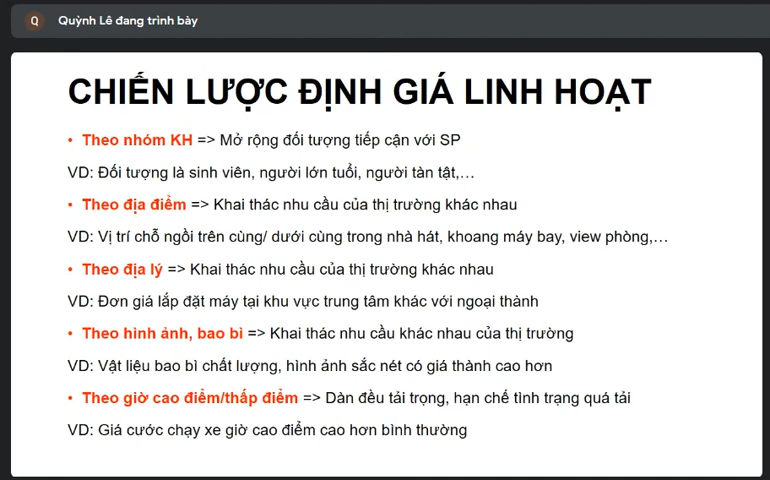 Q Quỳnh Lê đang trình bày
CHIẾN LƯỢC ĐỊNH GIÁ LINH HOẠT
• Theo nhóm KH => Mở rộng đối tượng tiếp cận với SP
VD: Đối tượng là sinh viên, người lớn tuổi, người tàn tật,…
• Theo địa điểm => Khai thác nhu cầu của thị trường khác nhau
VD: Vị trí chỗ ngồi trên cùng/ dưới cùng trong nhà hát, khoang máy bay, view phòng,…
• Theo địa lý => Khai thác nhu cầu của thị trường khác nhau
VD: Đơn giá lắp đặt máy tại khu vực trung tâm khác với ngoại thành
• Theo hình ảnh, bao bì => Khai thác nhu cầu khác nhau của thị trường
VD: Vật liệu bao bì chất lượng, hình ảnh sắc nét có giá thành cao hơn
• Theo giờ cao điểm/thấp điểm => Dàn đều tải trọng, hạn chế tình trạng quá tải
VD: Giá cước chạy xe giờ cao điểm cao hơn bình thường